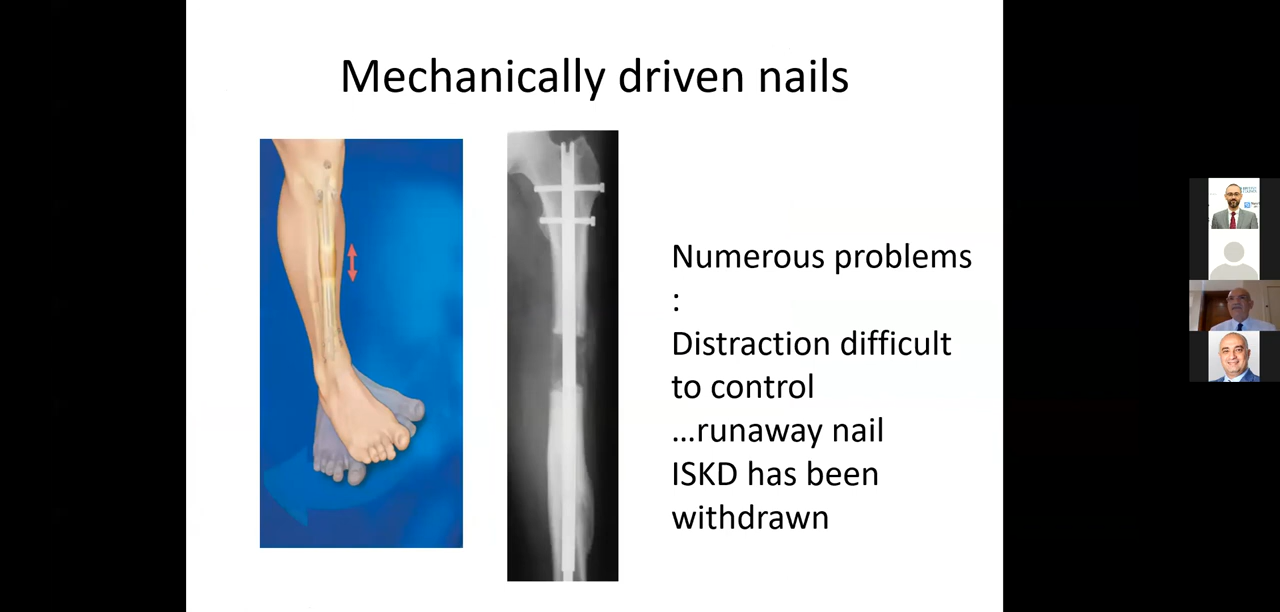 Mechanically driven nails
Numerous problems
:
Distraction difficult
to control
...runaway nail
ISKD has been
withdrawn